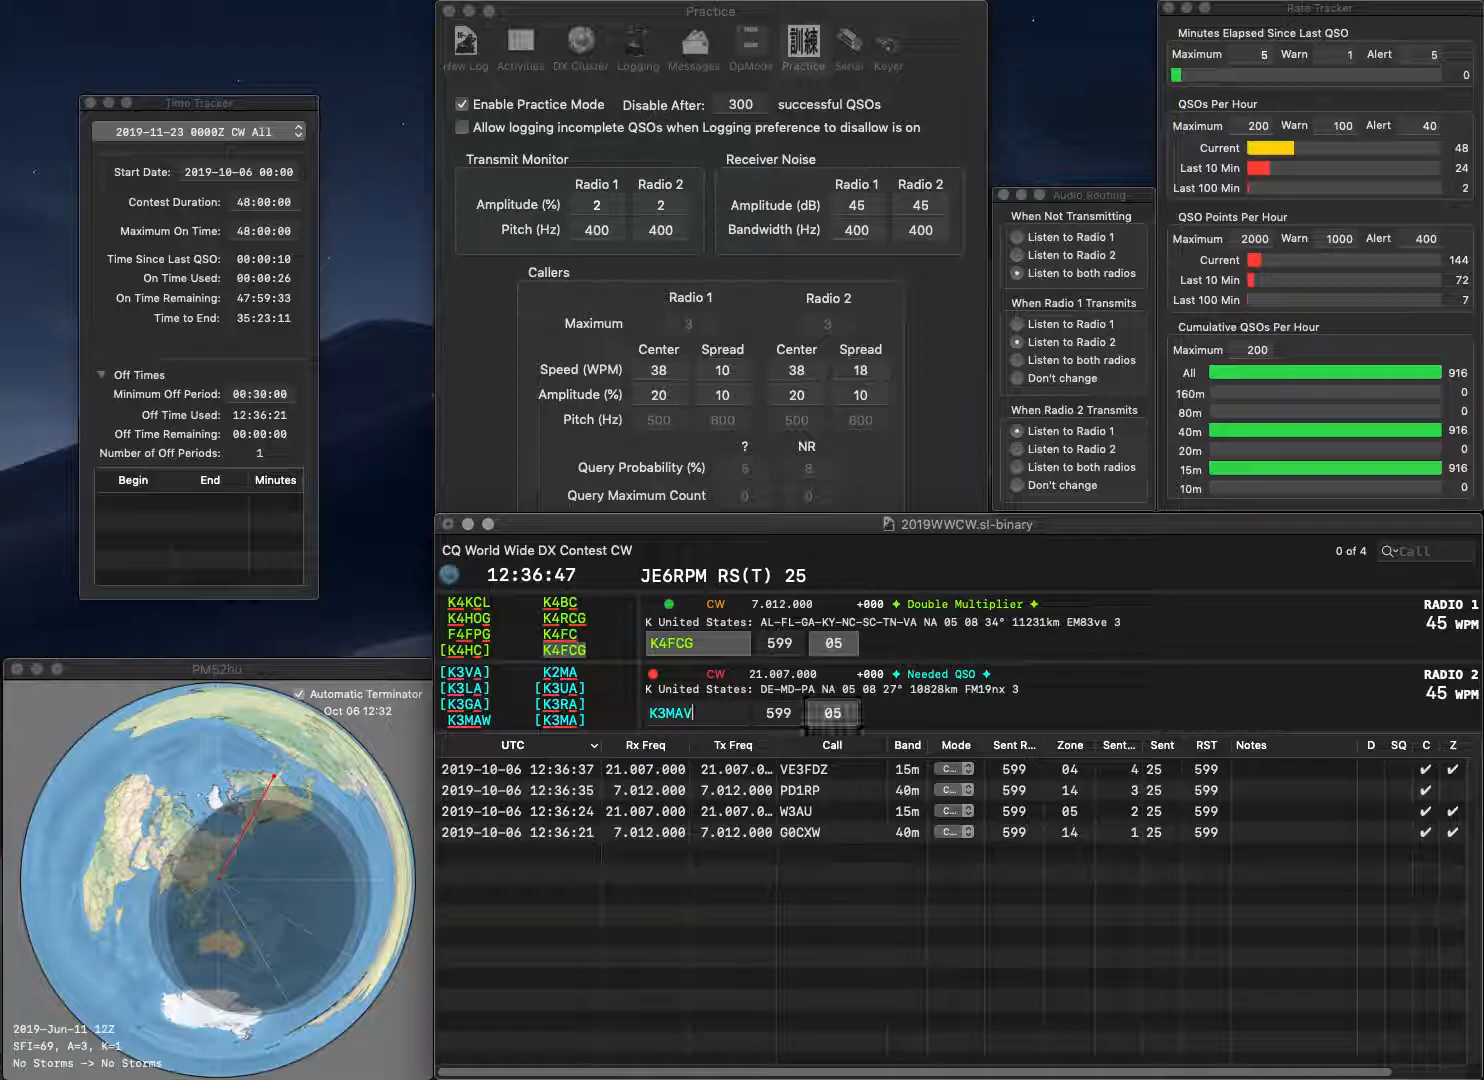 Time Tracker
2019-11-23 0000Z CW All
Start Date: 2019-10-06 00:00
Contest Duration: 48:00:00
Maximum On Time: 48:00:00
Time Since Last QSO: 00:00:10
On Time Used: 00:00:26
On Time Remaining: 47:59:33
Time to End: 35:23:11
Off Times
Minimum Off Period: 00:30:00
Off Time Used: 12:36:21
Off Time Remaining: 00:00:00
Number of Off Periods: 1
Begin End Minutes
Practice
Activities DX Cluster Logging Messages OpMode Practice Serial Keyer
訓練
Enable Practice Mode Disable After: 300 successful QSOs
Allow logging incomplete QSOs when Logging preference to disallow is on
Transmit Monitor
Radio 1 Radio 2
Amplitude (%) 2 2
Pitch (Hz) 400 400
Receiver Noise
Radio 1 Radio 2
Amplitude (dB) 45 45
Bandwidth (Hz) 400 400
Callers
Radio 1 Radio 2
Maximum 3 3
Center Spread Center Spread
Speed (WPM) 38 10 38 18
Amplitude (%) 20 10 20 10
Pitch (Hz) 500 600 500 600
? NR
Query Probability (%)
Query Maximum Count 0 0
Audio Routing
When Not Transmitting
Listen to Radio 1
Listen to Radio 2
Listen to both radios
When Radio 1 Transmits
Listen to Radio 1
Listen to Radio 2
Listen to both radios
Don't change
When Radio 2 Transmits
Listen to Radio 1
Listen to Radio 2
Listen to both radios
Don't change
Rate Tracker
Minutes Elapsed Since Last QSO
Maximum 5 Warn 1 Alert 5
0
QSOs Per Hour
Maximum 200 Warn 100 Alert 40
Current 48
Last 10 Min 24
Last 100 Min 2
QSO Points Per Hour
Maximum 2000 Warn 1000 Alert 400
Current 144
Last 10 Min 72
Last 100 Min 7
Cumulative QSOs Per Hour
Maximum 200
All 916
160m 0
80m 0
40m 916
20m 0
15m 916
10m 0
2019WWCW.sl-binary
CQ World Wide DX Contest CW
0 of 4 Call
12:36:47 JE6RPM RS(T) 25
K4KCL K4BC
K4HOG K4RCG
F4FPG K4FC
[K4HC] K4FCG
CW 7.012.000 +000 ✦ Double Multiplier ✦ RADIO 1
K United States: AL-FL-GA-KY-NC-SC-TN-VA NA 05 08 34° 11231km EM83ve 3 45 WPM
K4FCG 599 05
[K3VA] K2MA
[K3LA] [K3UA]
[K3GA] [K3RA]
K3MAW [K3MA]
CW 21.007.000 +000 ✦ Needed QSO ✦ RADIO 2
K United States: DE-MD-PA NA 05 08 27° 10828km FM19nx 3 45 WPM
K3MAV 599 05
UTC Rx Freq Tx Freq Call Band Mode Sent R... Zone Sent... Sent RST Notes D SQ C Z
2019-10-06 12:36:37 21.007.000 21.007.0… VE3FDZ 15m C... 599 04 4 25 599 ✔ ✔
2019-10-06 12:36:35 7.012.000 7.012.000 PD1RP 40m C... 599 14 3 25 599 ✔
2019-10-06 12:36:24 21.007.000 21.007.0… W3AU 15m C... 599 05 2 25 599 ✔ ✔
2019-10-06 12:36:21 7.012.000 7.012.000 G0CXW 40m C... 599 14 1 25 599 ✔ ✔
PM52hu
Automatic Terminator
Oct 06 12:32
2019-Jun-11 12Z
SFI=69, A=3, K=1
No Storms -> No Storms